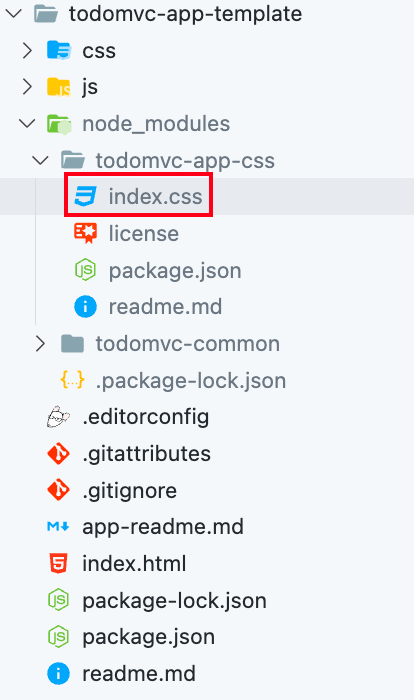 todomvc-app-template
css
js
node_modules
todomvc-app-css
index.css
license
package.json
readme.md
todomvc-common
.package-lock.json
.editorconfig
.gitattributes
.gitignore
app-readme.md
index.html
package-lock.json
package.json
readme.md